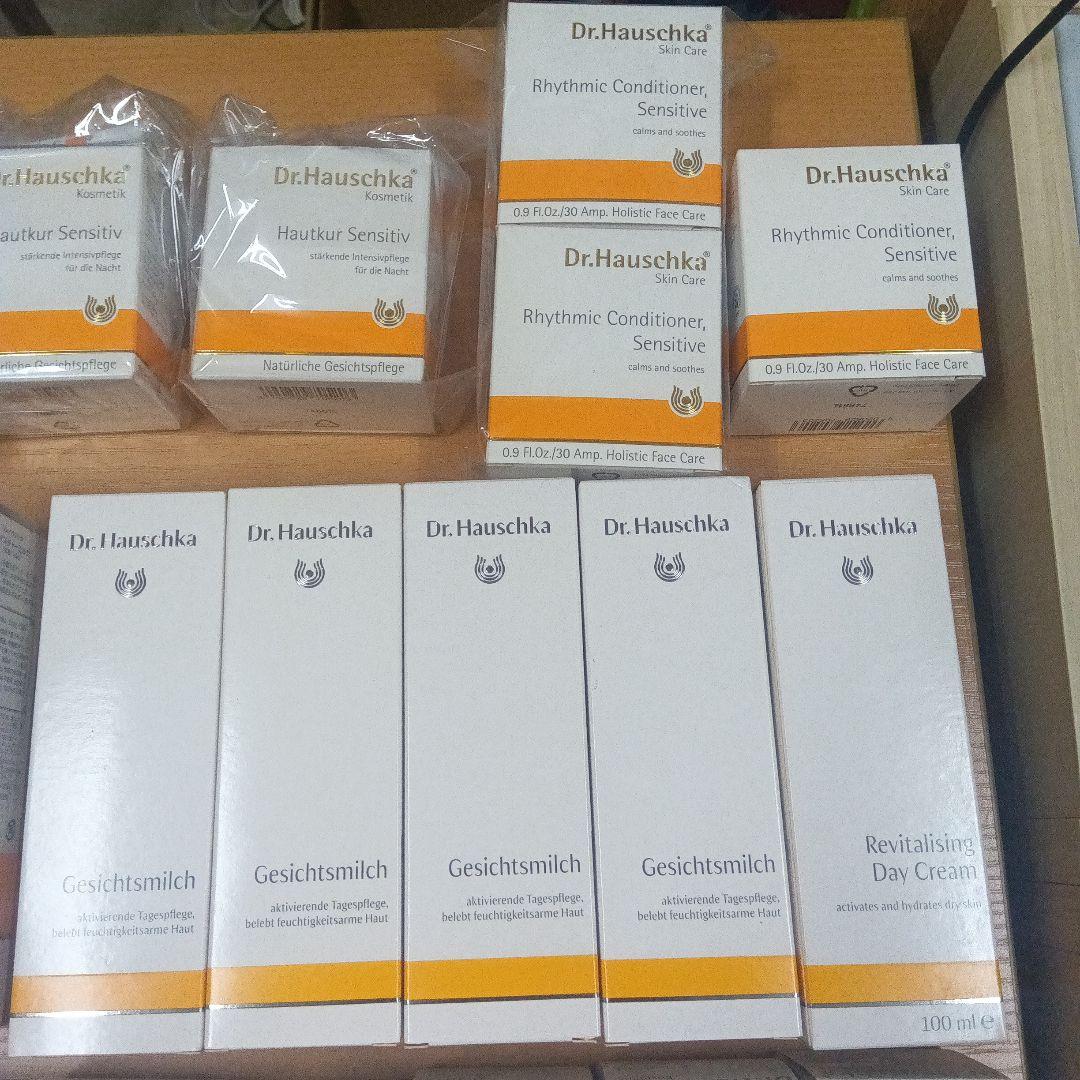 Dr.Hauschka®
Skin Care
Rhythmic Conditioner,
Sensitive
calms and soothes
0.9 Fl.Oz./30 Amp. Holistic Face Care
r.Hauschka®
Kosmetik
autkur Sensitiv
stärkende Intensivpflege
für die Nacht
rliche Gesichtspflege
Dr.Hauschka®
Kosmetik
Hautkur Sensitiv
stärkende Intensivpflege
für die Nacht
Natürliche Gesichtspflege
Dr.Hauschka®
Skin Care
Rhythmic Conditioner,
Sensitive
calms and soothes
0.9 Fl.Oz./30 Amp. Holistic Face Care
Dr.Hauschka®
Skin Care
Rhythmic Conditioner,
Sensitive
calms and soothes
0.9 Fl.Oz./30 Amp. Holistic Face Care
Dr. Hauschka
Gesichtsmilch
aktivierende Tagespflege,
belebt feuchtigkeitsarme Haut
Dr. Hauschka
Gesichtsmilch
aktivierende Tagespflege,
belebt feuchtigkeitsarme Haut
Dr. Hauschka
Gesichtsmilch
aktivierende Tagespflege,
belebt feuchtigkeitsarme Haut
Dr. Hauschka
Gesichtsmilch
aktivierende Tagespflege,
belebt feuchtigkeitsarme Haut
Dr. Hauschka
Revitalising
Day Cream
activates and hydrates dry skin
100 ml e